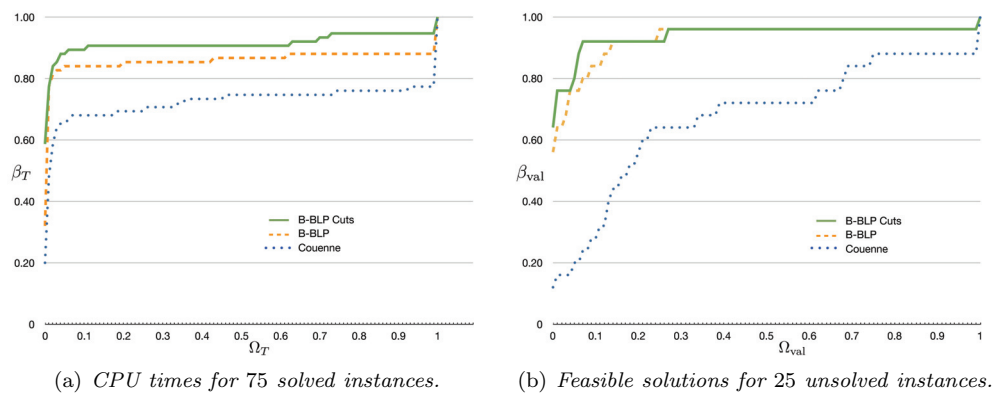 1.00
0.80
0.60
β_T
0.40
0.20
0
B-BLP Cuts
B-BLP
Couenne
0 0.1 0.2 0.3 0.4 0.5 0.6 0.7 0.8 0.9 1
Ω_T
(a) CPU times for 75 solved instances.
1.00
0.80
0.60
β_val
0.40
0.20
0
B-BLP Cuts
B-BLP
Couenne
0 0.1 0.2 0.3 0.4 0.5 0.6 0.7 0.8 0.9 1
Ω_val
(b) Feasible solutions for 25 unsolved instances.